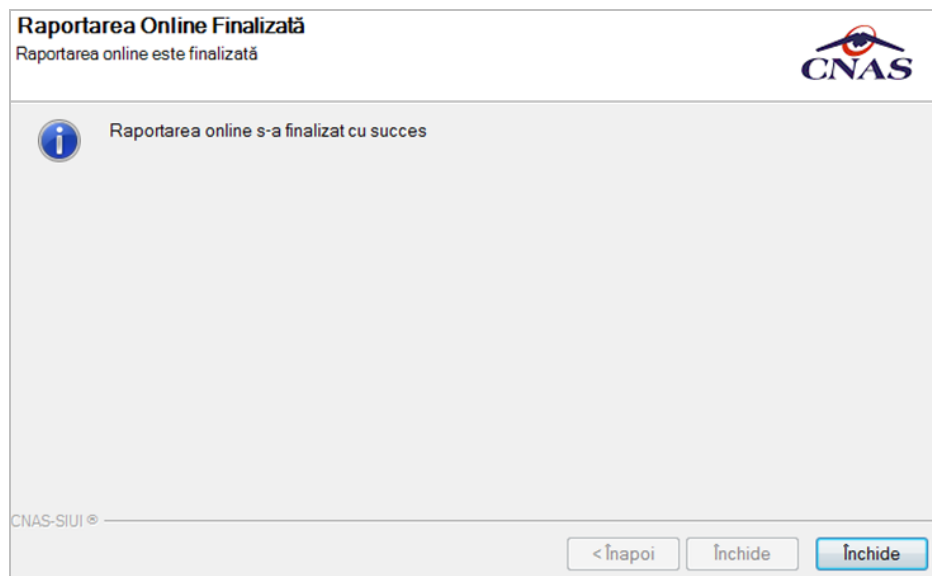 Raportarea Online Finalizată
Raportarea online este finalizată
CNAS
Raportarea online s-a finalizat cu succes
CNAS-SIUI ®
< Înapoi
Închide
Închide